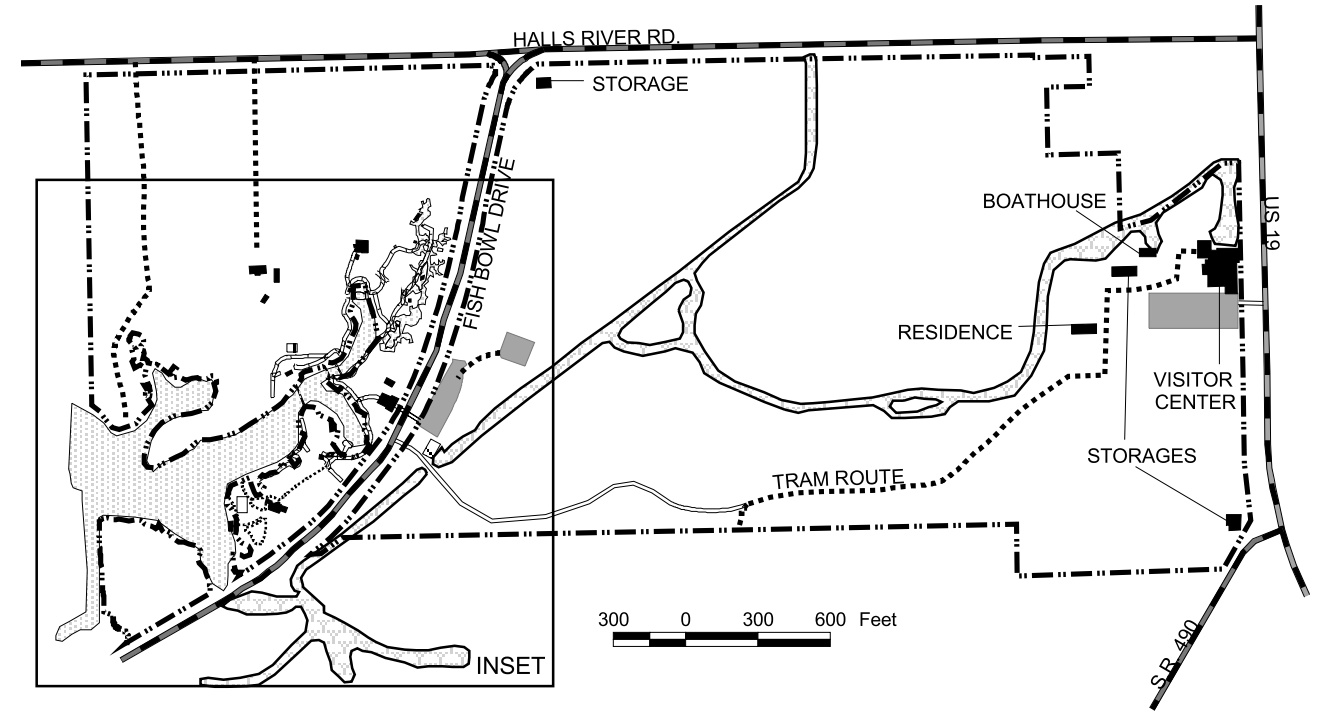 HALLS RIVER RD.
STORAGE
FISH BOWL DRIVE
BOATHOUSE
US 19
RESIDENCE
VISITOR
CENTER
STORAGES
TRAM ROUTE
300 0 300 600 Feet
S.R. 490
INSET